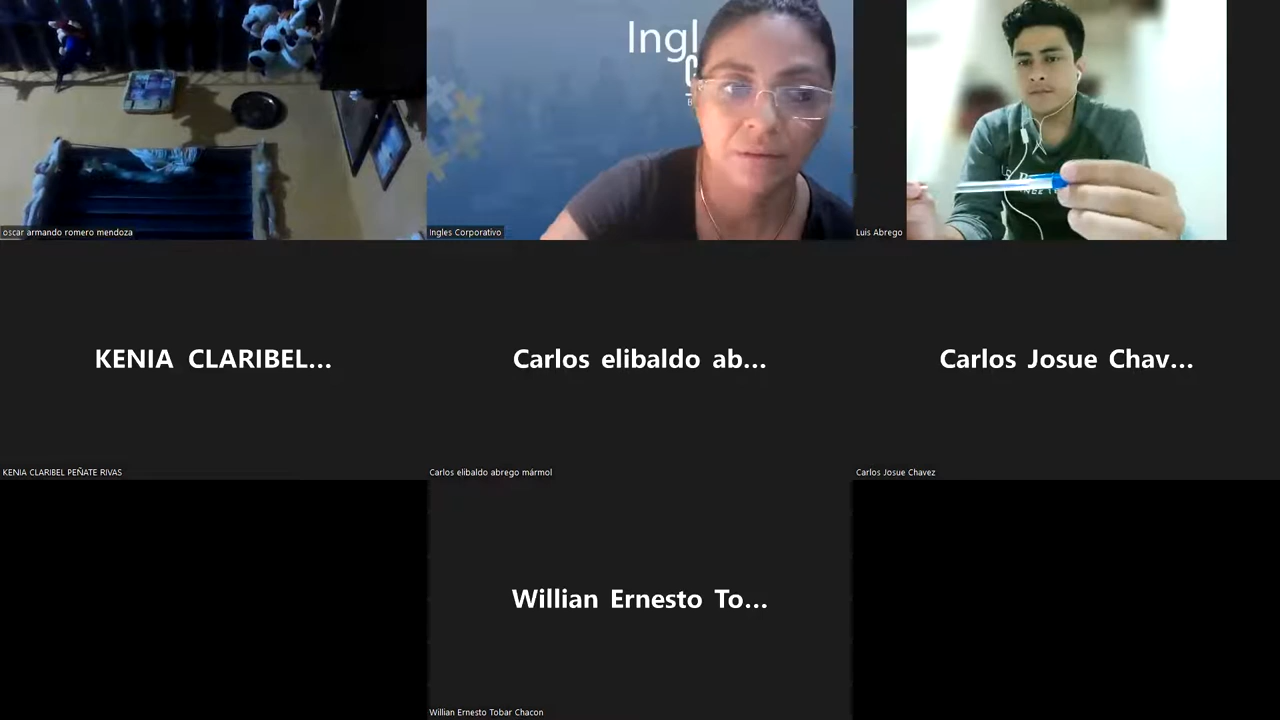 Ingl
oscar armando romero mendoza
Ingles Corporativo
Luis Abrego
KENIA CLARIBEL...
Carlos elibaldo ab...
Carlos Josue Chav...
KENIA CLARIBEL PEÑATE RIVAS
Carlos elibaldo abrego mármol
Carlos Josue Chavez
Willian Ernesto To...
Willian Ernesto Tobar Chacon